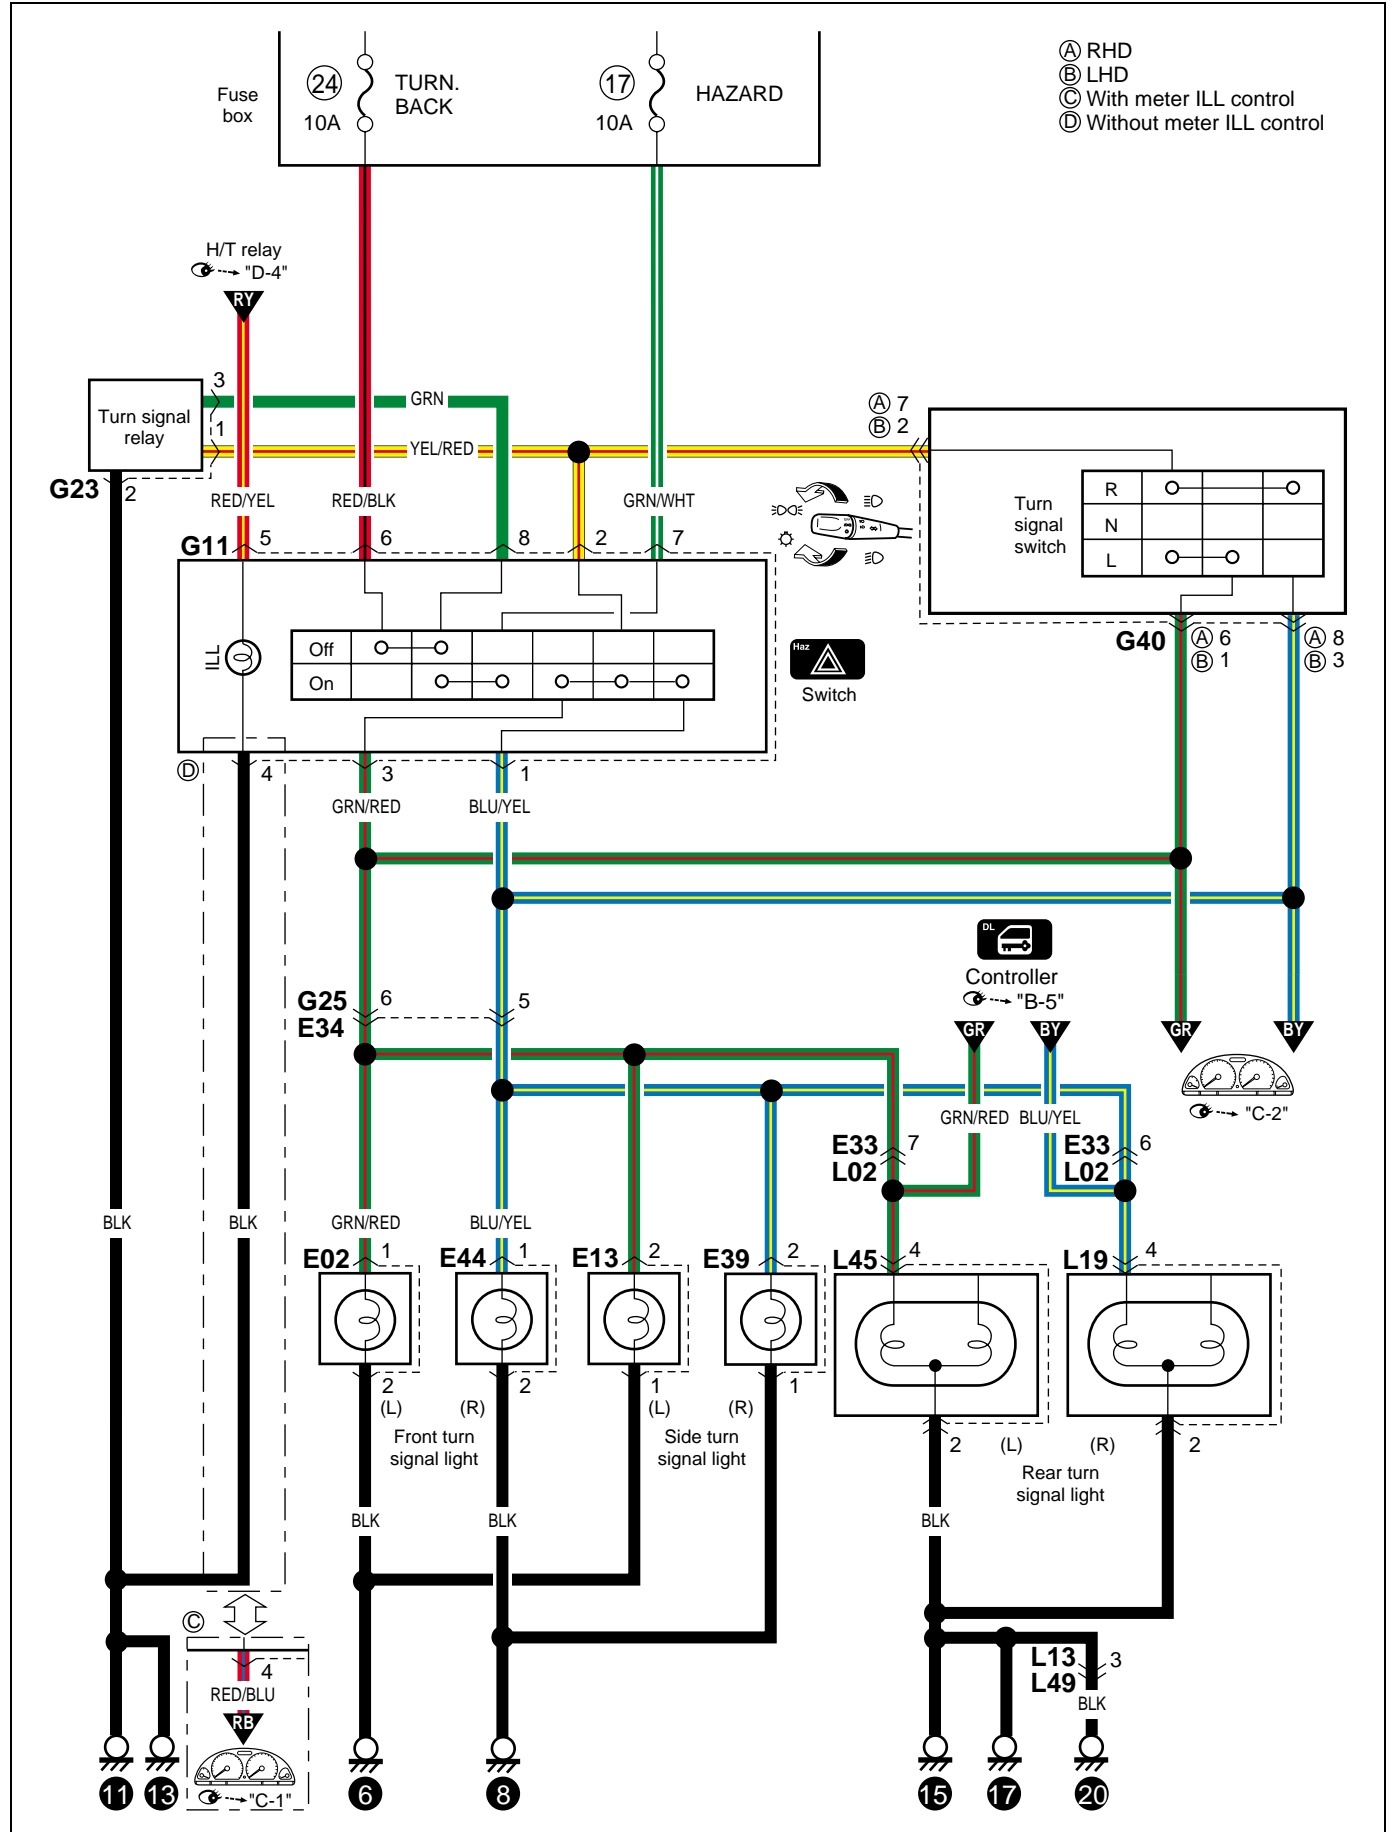 24
TURN.
BACK
10A
17
HAZARD
10A
Fuse
box
A RHD
B LHD
C With meter ILL control
D Without meter ILL control
H/T relay
"D-4"
RY
Turn signal
relay
3
1
G23 2
GRN
YEL/RED
RED/YEL
RED/BLK
GRN/WHT
A 7
B 2
Turn
signal
switch
R
N
L
G11 5 6 8 2 7
ILL
Off
On
Haz
Switch
G40
A 6
B 1
A 8
B 3
D
4 3 1
GRN/RED
BLU/YEL
DL
Controller
"B-5"
G25 6 5
E34
GR
BY
GR
BY
"C-2"
GRN/RED
BLU/YEL
E33 7
L02
E33 6
L02
BLK
BLK
GRN/RED
BLU/YEL
E02 1
E44 1
E13 2
E39 2
L45 4
L19 4
2
2
1
1
(L)
(R)
(L)
(R)
Front turn
signal light
Side turn
signal light
2
(L)
(R)
2
Rear turn
signal light
BLK
BLK
BLK
C
4
RED/BLU
RB
"C-1"
L13 3
L49
BLK
11
13
6
8
15
17
20